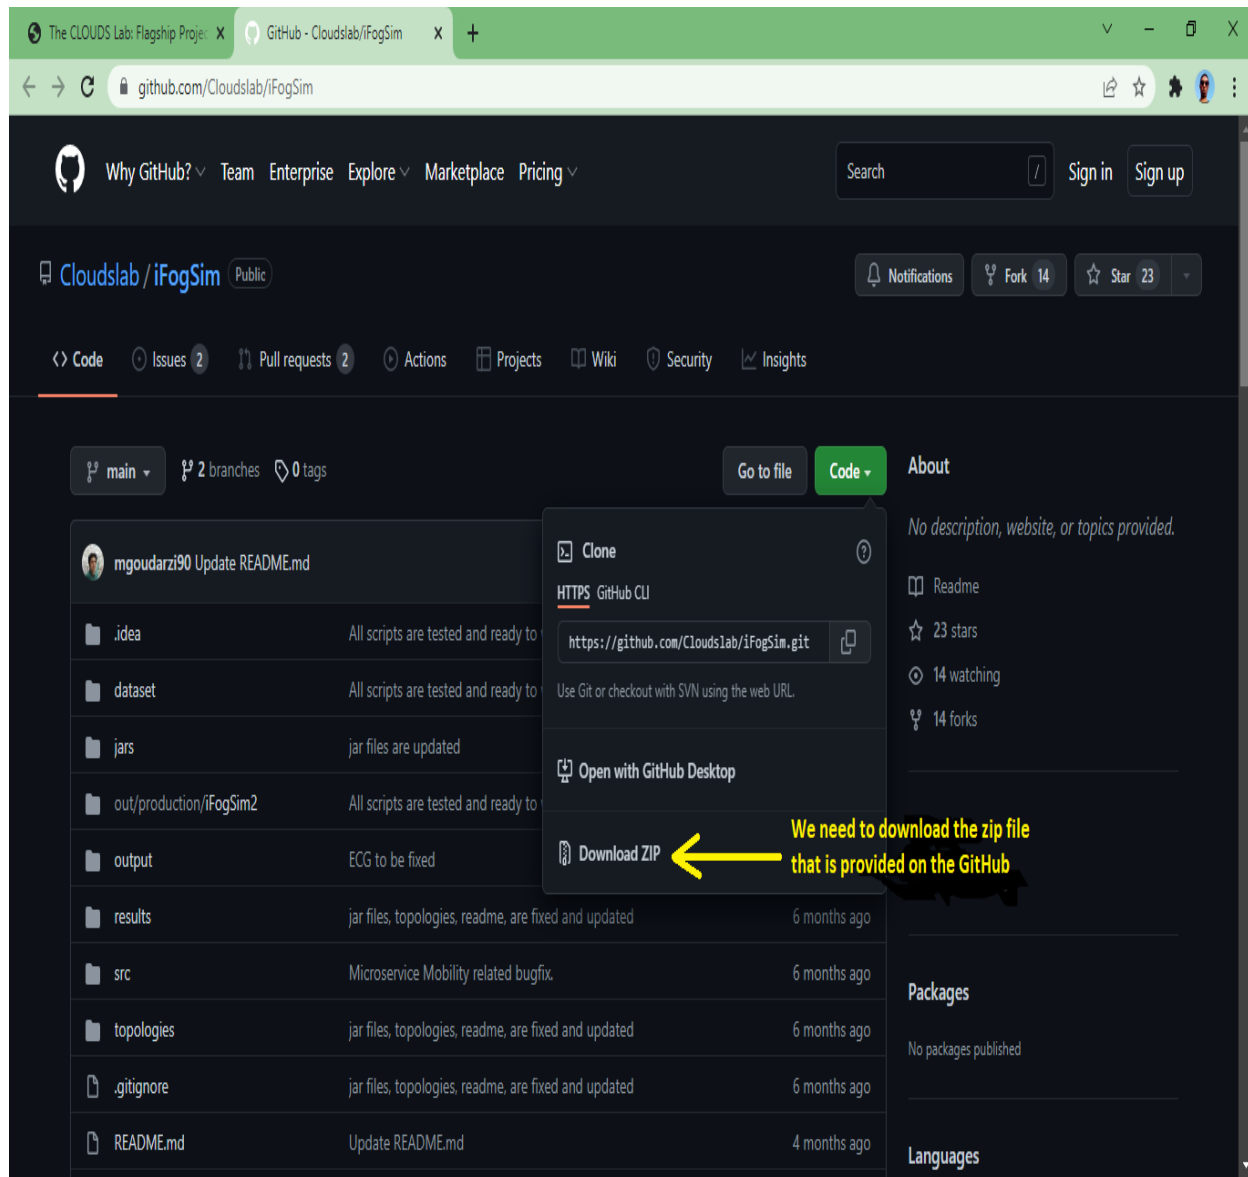 The CLOUDS Lab: Flagship Projec
GitHub - Cloudslab/iFogSim
github.com/Cloudslab/iFogSim
Why GitHub? Team Enterprise Explore Marketplace Pricing Search / Sign in Sign up
Cloudslab / iFogSim Public Notifications Fork 14 Star 23
<> Code Issues 2 Pull requests 2 Actions Projects Wiki Security Insights
main 2 branches 0 tags Go to file Code
About
No description, website, or topics provided.
Readme
23 stars
14 watching
14 forks
Clone
HTTPS GitHub CLI
https://github.com/Cloudslab/iFogSim.git
Use Git or checkout with SVN using the web URL.
Open with GitHub Desktop
Download ZIP
We need to download the zip file
that is provided on the GitHub
mgoudarzi90 Update README.md
.idea All scripts are tested and ready to
dataset All scripts are tested and ready to
jars jar files are updated
out/production/iFogSim2 All scripts are tested and ready to
output ECG to be fixed
results jar files, topologies, readme, are fixed and updated 6 months ago
src Microservice Mobility related bugfix. 6 months ago
topologies jar files, topologies, readme, are fixed and updated 6 months ago
.gitignore jar files, topologies, readme, are fixed and updated 6 months ago
README.md Update README.md 4 months ago
Packages
No packages published
Languages